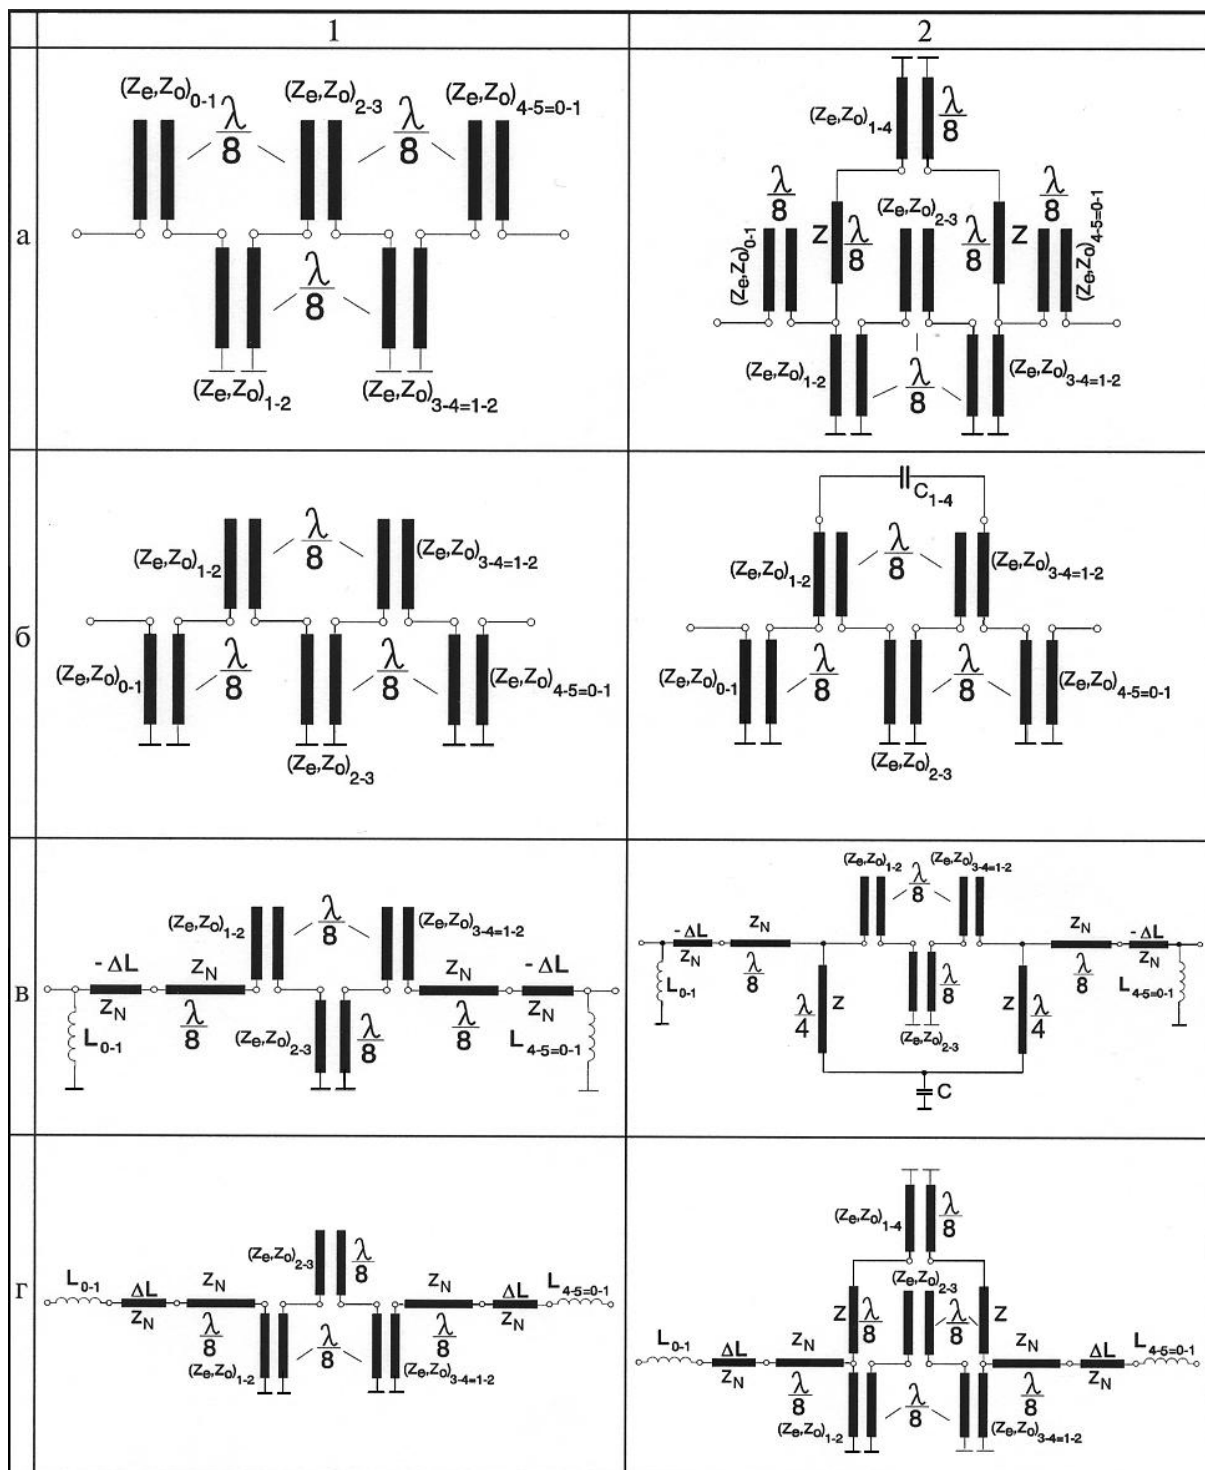 1 2
а
(Ze,Zo)0-1 (Ze,Zo)2-3 (Ze,Zo)4-5=0-1
λ/8 λ/8
λ/8
(Ze,Zo)1-2 (Ze,Zo)3-4=1-2
(Ze,Zo)1-4 λ/8
λ/8 (Ze,Zo)2-3 λ/8
(Ze,Zo)0-1 Z λ/8 λ/8 Z (Ze,Zo)4-5=0-1
(Ze,Zo)1-2 λ/8 (Ze,Zo)3-4=1-2
б
(Ze,Zo)1-2 λ/8 (Ze,Zo)3-4=1-2
(Ze,Zo)0-1 λ/8 λ/8 (Ze,Zo)4-5=0-1
(Ze,Zo)2-3
C1-4
(Ze,Zo)1-2 λ/8 (Ze,Zo)3-4=1-2
(Ze,Zo)0-1 λ/8 λ/8 (Ze,Zo)4-5=0-1
(Ze,Zo)2-3
в
(Ze,Zo)1-2 λ/8 (Ze,Zo)3-4=1-2
-ΔL ZN ZN -ΔL
ZN λ/8 λ/8 ZN
L0-1 (Ze,Zo)2-3 λ/8 L4-5=0-1
(Ze,Zo)1-2 (Ze,Zo)3-4=1-2
λ/8
-ΔL ZN ZN -ΔL
ZN λ/8 λ/8 ZN
L0-1 λ/8 L4-5=0-1
λ/4 Z (Ze,Zo)2-3 Z λ/4
C
г
(Ze,Zo)2-3 λ/8
L0-1 ΔL ZN ZN ΔL L4-5=0-1
ZN λ/8 λ/8 λ/8 ZN
(Ze,Zo)1-2 (Ze,Zo)3-4=1-2
(Ze,Zo)1-4 λ/8
(Ze,Zo)2-3
Z λ/8 λ/8 Z
L0-1 ΔL ZN ZN ΔL L4-5=0-1
ZN λ/8 λ/8 λ/8 ZN
(Ze,Zo)1-2 (Ze,Zo)3-4=1-2